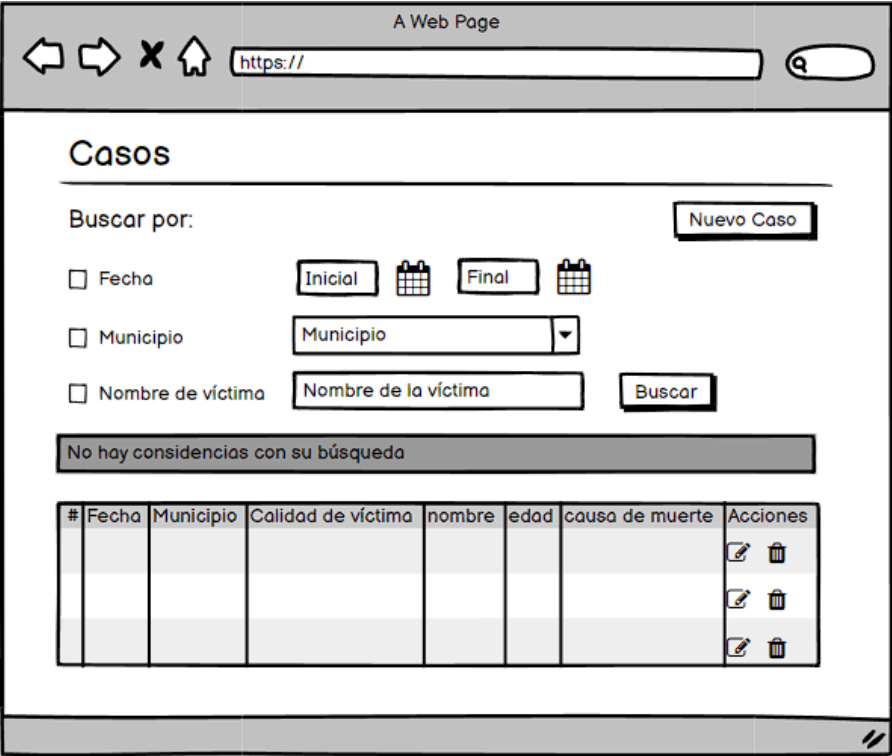 A Web Page
https://
Casos
Buscar por:
Nuevo Caso
Fecha Inicial Final
Municipio Municipio
Nombre de víctima Nombre de la víctima Buscar
No hay considencias con su búsqueda
# Fecha Municipio Calidad de víctima nombre edad causa de muerte Acciones